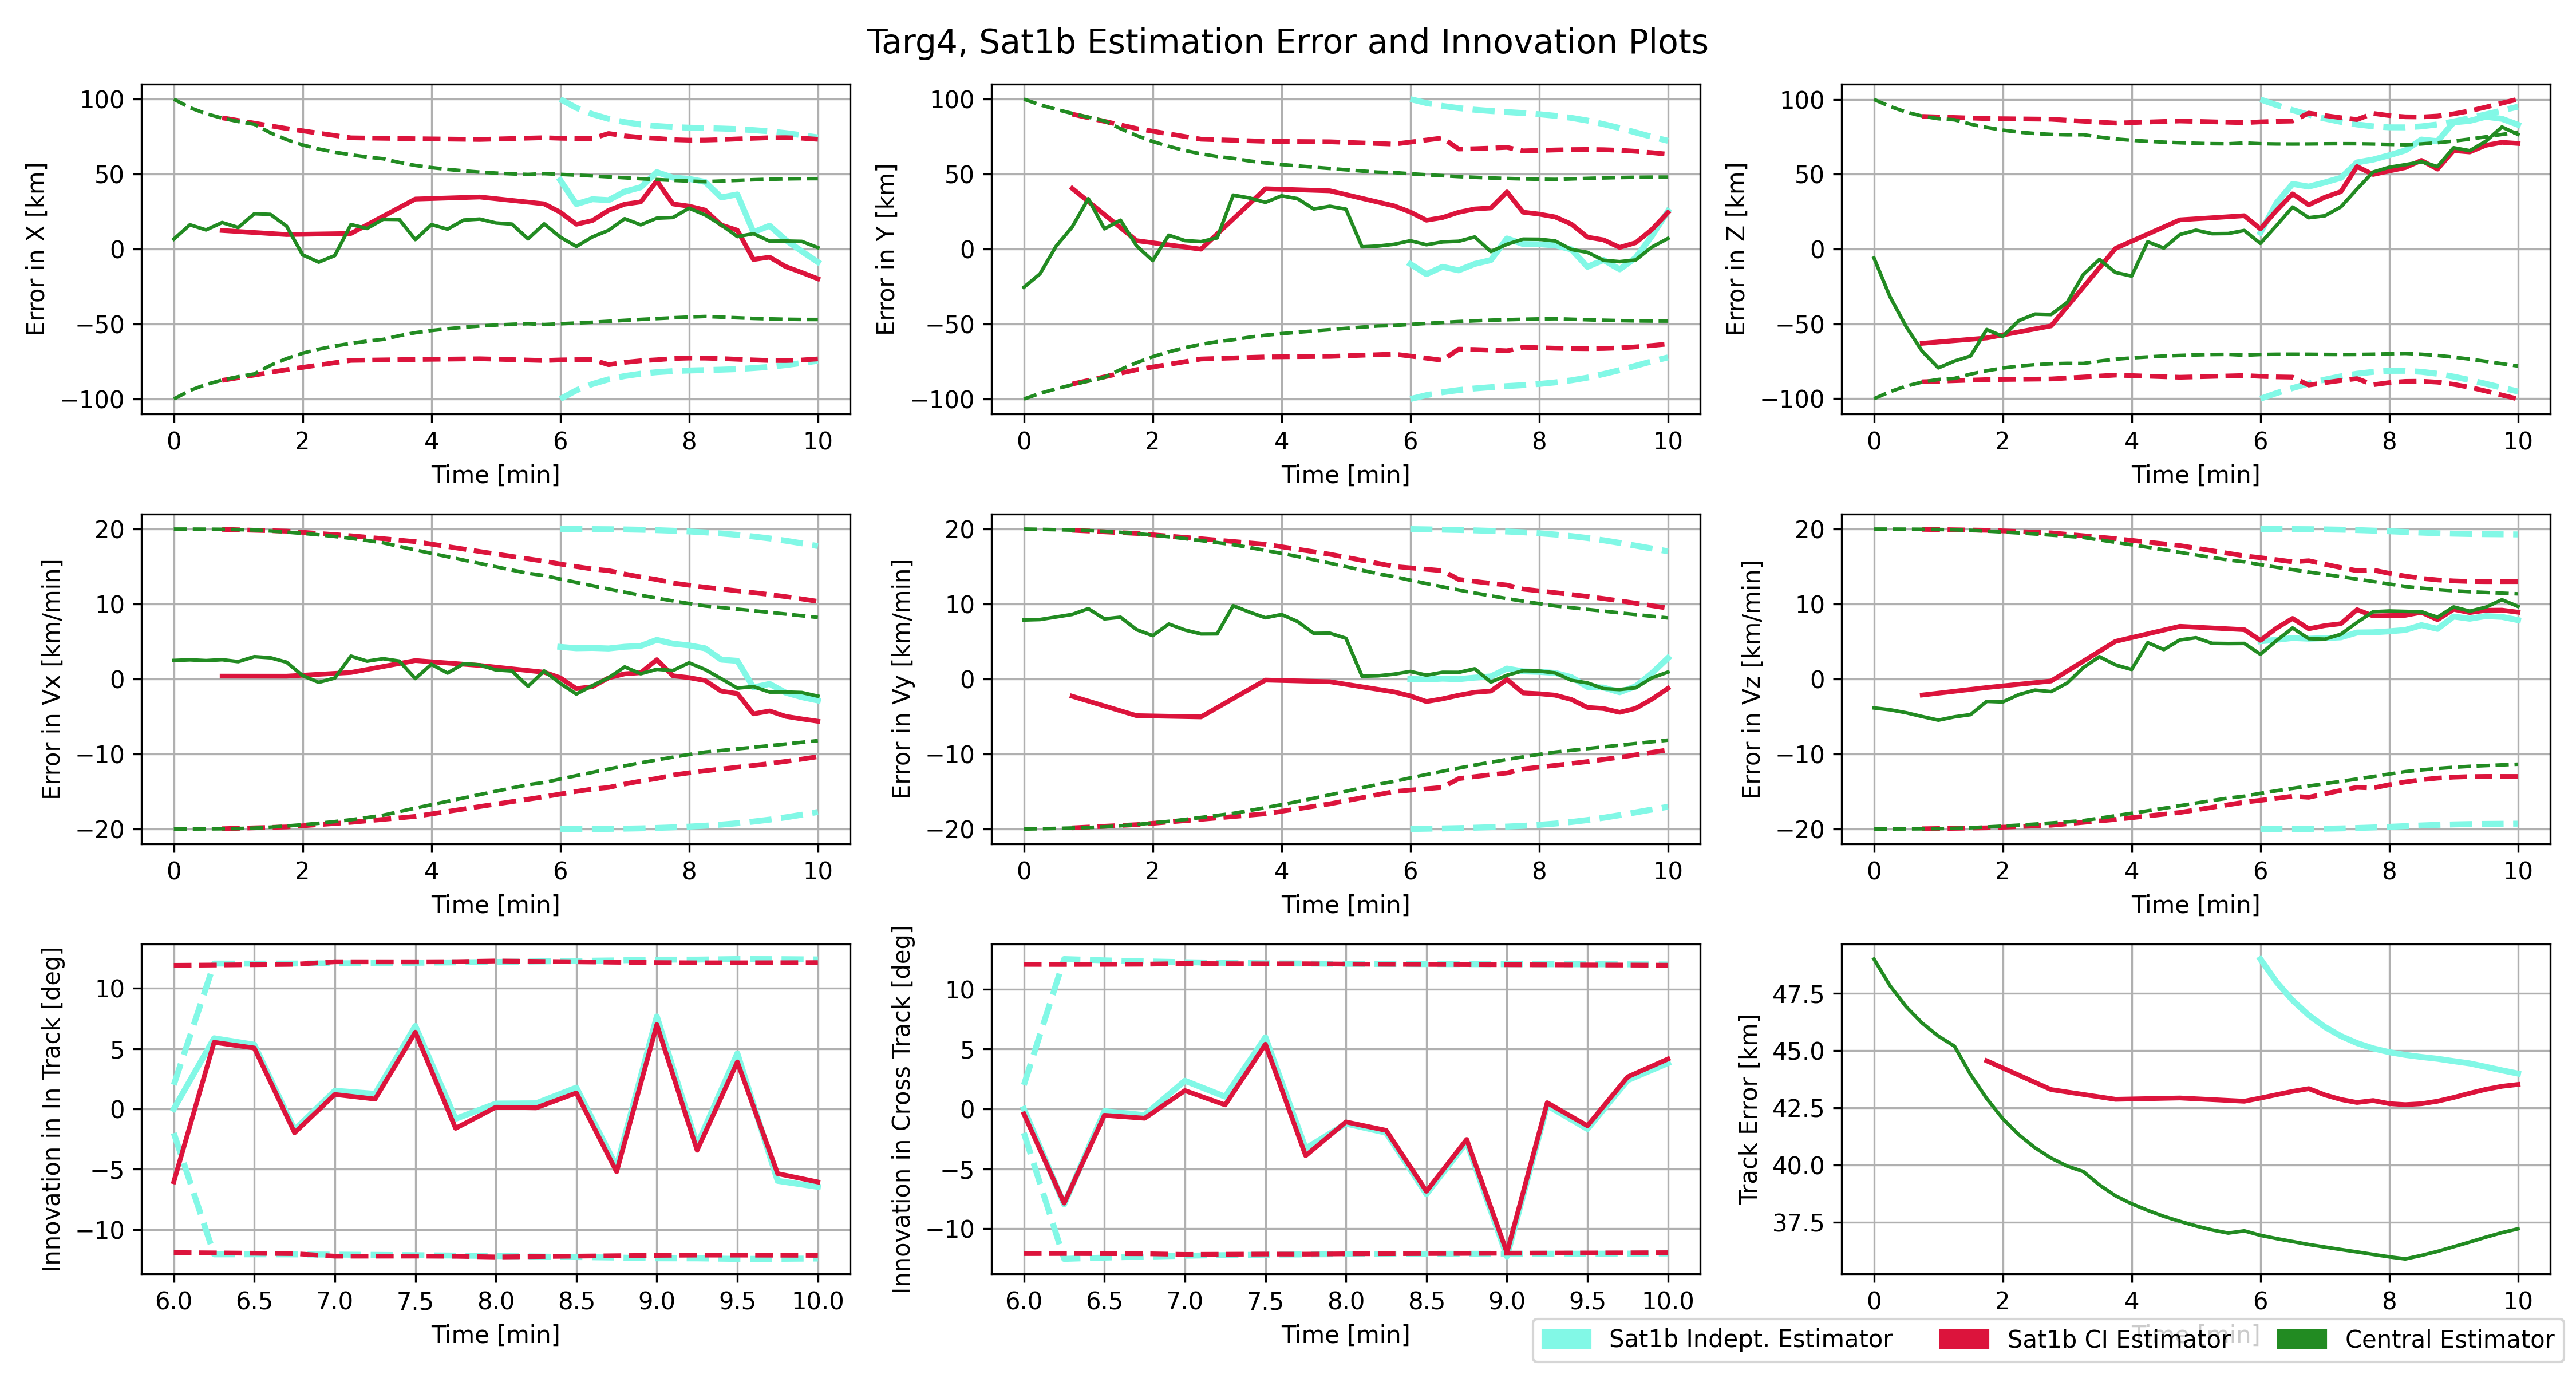 Targ4, Sat1b Estimation Error and Innovation Plots
Error in X [km]
100
50
0
−50
−100
0 2 4 6 8 10
Time [min]
Error in Y [km]
100
50
0
−50
−100
0 2 4 6 8 10
Time [min]
Error in Z [km]
100
50
0
−50
−100
0 2 4 6 8 10
Time [min]
Error in Vx [km/min]
20
10
0
−10
−20
0 2 4 6 8 10
Time [min]
Error in Vy [km/min]
20
10
0
−10
−20
0 2 4 6 8 10
Time [min]
Error in Vz [km/min]
20
10
0
−10
−20
0 2 4 6 8 10
Time [min]
Innovation in In Track [deg]
10
5
0
−5
−10
6.0 6.5 7.0 7.5 8.0 8.5 9.0 9.5 10.0
Time [min]
Innovation in Cross Track [deg]
10
5
0
−5
−10
6.0 6.5 7.0 7.5 8.0 8.5 9.0 9.5 10.0
Time [min]
Track Error [km]
47.5
45.0
42.5
40.0
37.5
0 2 4 6 8 10
Time [min]
Sat1b Indept. Estimator Sat1b CI Estimator Central Estimator